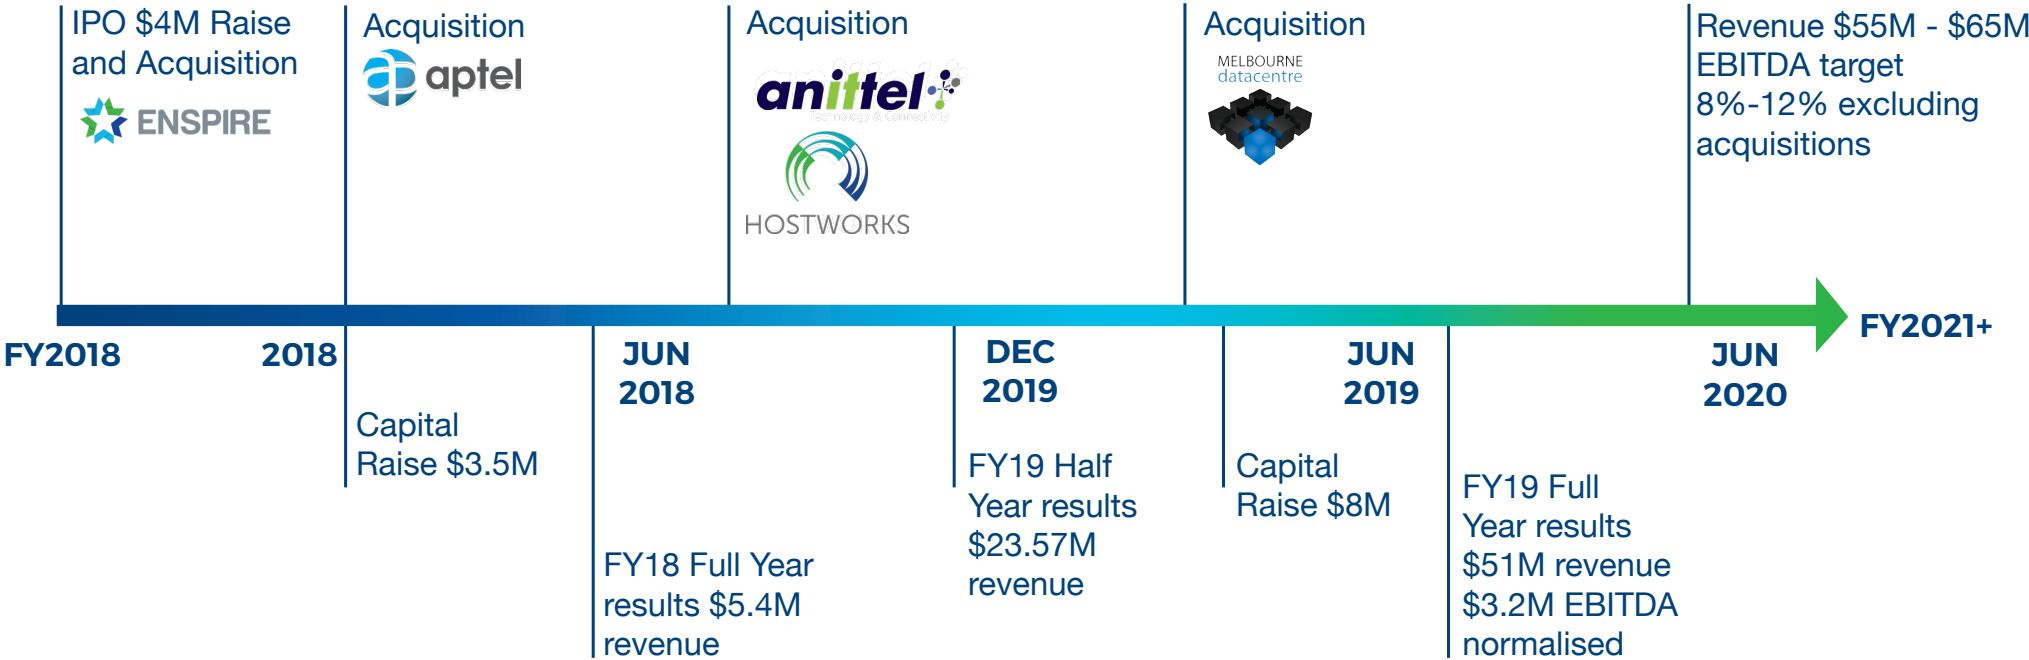 IPO $4M Raise
and Acquisition
ENSPIRE
Acquisition
aptel
Acquisition
anittel
Technology & Connectivity
HOSTWORKS
Acquisition
MELBOURNE
datacentre
Revenue $55M - $65M
EBITDA target
8%-12% excluding
acquisitions
FY2018
2018
JUN
2018
DEC
2019
JUN
2019
JUN
2020
FY2021+
Capital
Raise $3.5M
FY18 Full Year
results $5.4M
revenue
FY19 Half
Year results
$23.57M
revenue
Capital
Raise $8M
FY19 Full
Year results
$51M revenue
$3.2M EBITDA
normalised